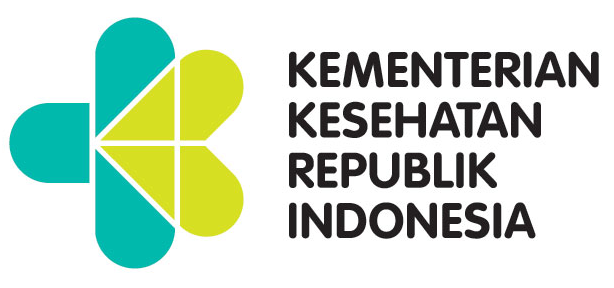 KEMENTERIAN
KESEHATAN
REPUBLIK
INDONESIA